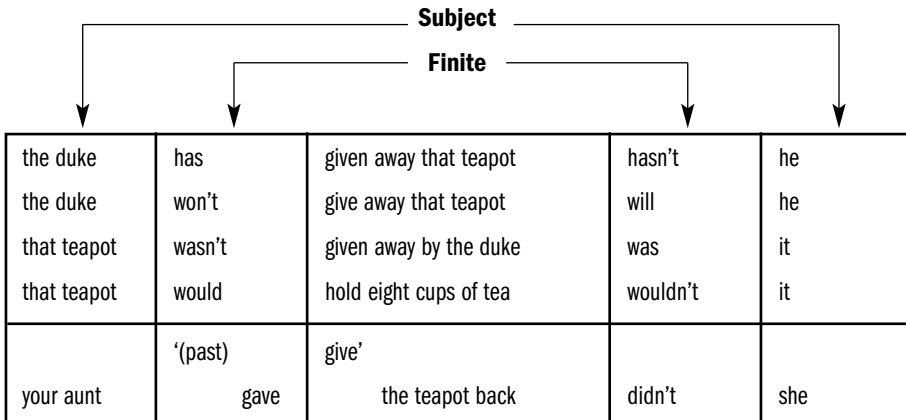 Subject
Finite
the duke has given away that teapot hasn't he
the duke won't give away that teapot will he
that teapot wasn't given away by the duke was it
that teapot would hold eight cups of tea wouldn't it
‘(past) give’
your aunt gave the teapot back didn't she